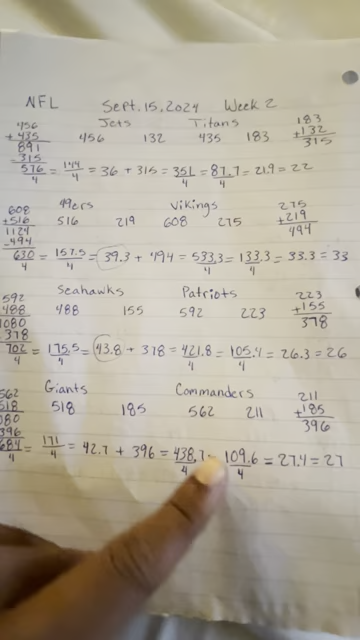 NFL Sept. 15, 2024 Week 2
456 Jets Titans 183
+435 456 132 435 183 +132
891 315
-315
576/4 = 144/4 = 36 + 315 = 351/4 = 87.7/4 = 21.9 = 22
608 49ers Vikings 275
+516 516 219 608 275 +219
1124 494
-494
630/4 = 157.5/4 = 39.3 + 494 = 533.3/4 = 133.3/4 = 33.3 = 33
592 Seahawks Patriots 223
488 488 155 592 223 +155
1080 378
378
702/4 = 175.5/4 = 43.8 + 378 = 421.8/4 = 105.4/4 = 26.3 = 26
562 Giants Commanders 211
518 518 185 562 211 +185
080 396
396
684/4 = 171/4 = 42.7 + 396 = 438.7/4 = 109.6/4 = 27.4 = 27